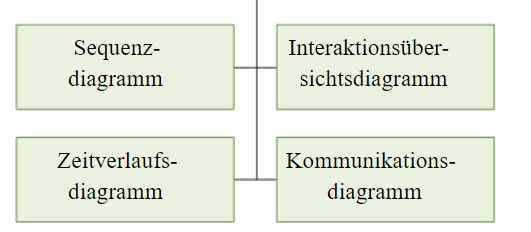 Sequenz-
diagramm
Interaktionsüber-
sichtsdiagramm
Zeitverlaufs-
diagramm
Kommunikations-
diagramm